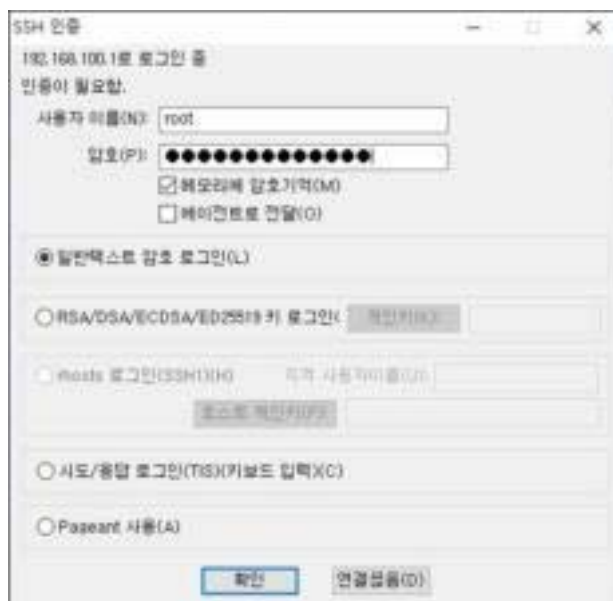 SSH 인증
192.168.100.1로 로그인 중
인증이 필요함.
사용자 이름(N): root
암호(P): ●●●●●●●●●●●●●
메모리에 암호기억(M)
에이전트로 전달(O)
일반텍스트 암호 로그인(L)
RSA/DSA/ECDSA/ED25519 키 로그인( 개인키(K):
rhosts 로그인(SSH1)(H) 지역 사용자이름(U):
호스트 개인키(F):
시도/응답 로그인(TIS)(키보드 입력)(C)
Pageant 사용(A)
확인 연결끊음(D)